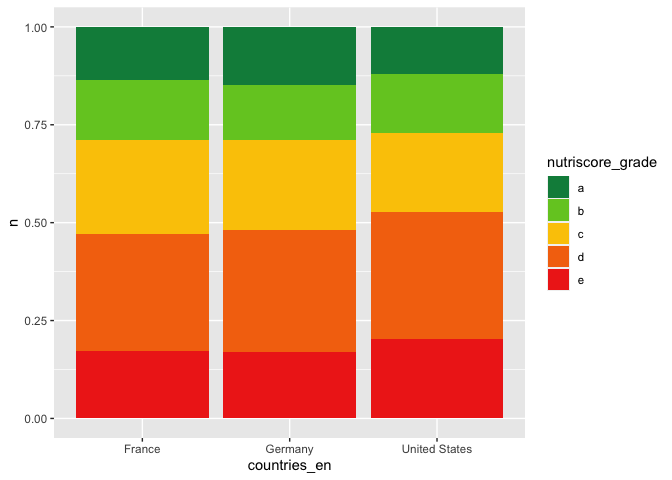 1.00
0.75
0.50
0.25
0.00
n
France
Germany
United States
countries_en
nutriscore_grade
a
b
c
d
e